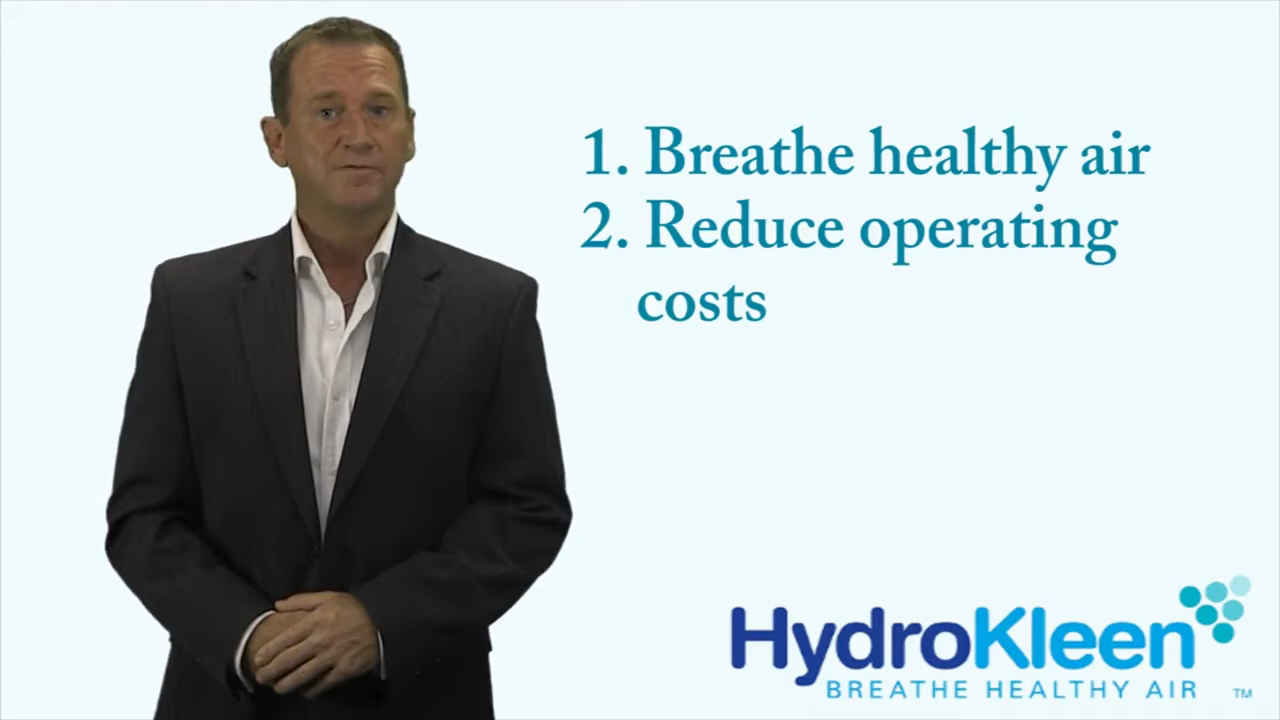 1. Breathe healthy air
2. Reduce operating
costs
HydroKleen
BREATHE HEALTHY AIR TM